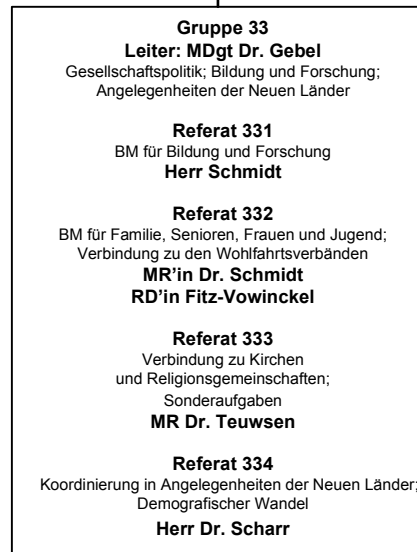 Gruppe 33
Leiter: MDgt Dr. Gebel
Gesellschaftspolitik; Bildung und Forschung;
Angelegenheiten der Neuen Länder
Referat 331
BM für Bildung und Forschung
Herr Schmidt
Referat 332
BM für Familie, Senioren, Frauen und Jugend;
Verbindung zu den Wohlfahrtsverbänden
MR’in Dr. Schmidt
RD’in Fitz-Vowinckel
Referat 333
Verbindung zu Kirchen
und Religionsgemeinschaften;
Sonderaufgaben
MR Dr. Teuwsen
Referat 334
Koordinierung in Angelegenheiten der Neuen Länder;
Demografischer Wandel
Herr Dr. Scharr